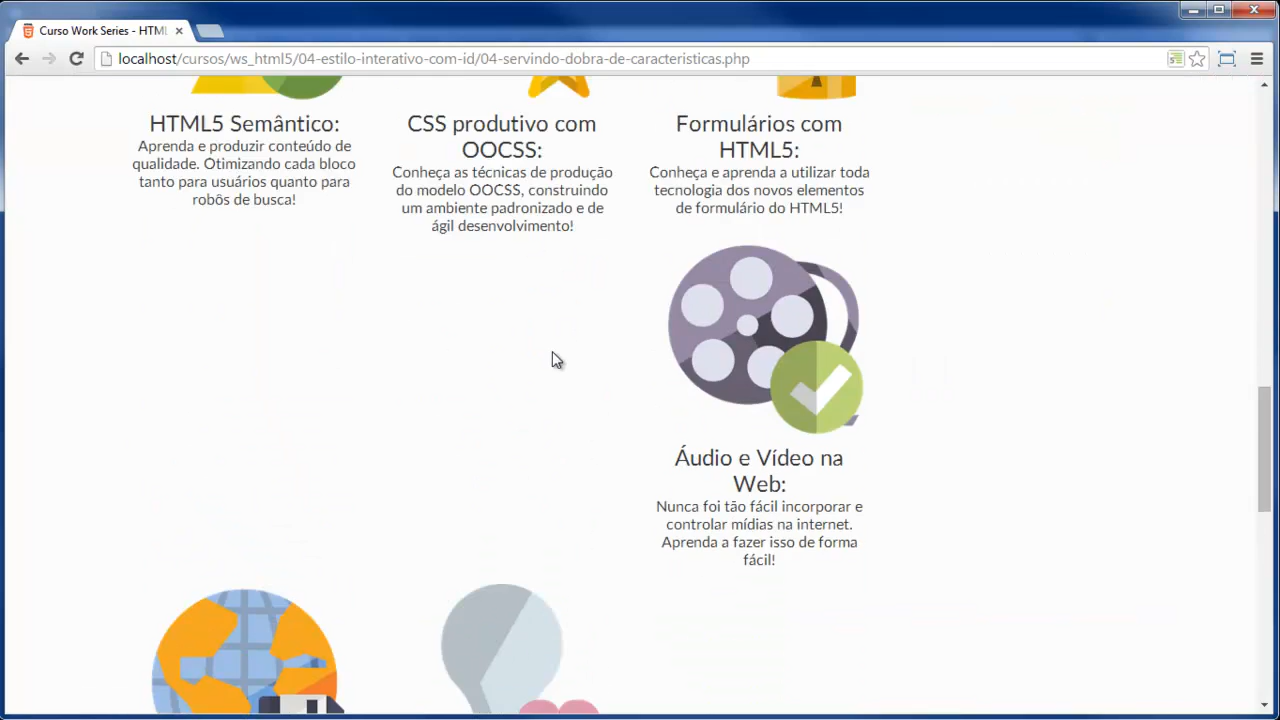 Curso Work Series - HTML
localhost/cursos/ws_html5/04-estilo-interativo-com-id/04-servindo-dobra-de-caracteristicas.php
HTML5 Semântico:
Aprenda e produzir conteúdo de
qualidade. Otimizando cada bloco
tanto para usuários quanto para
robôs de busca!
CSS produtivo com
OOCSS:
Conheça as técnicas de produção
do modelo OOCSS, construindo
um ambiente padronizado e de
ágil desenvolvimento!
Formulários com
HTML5:
Conheça e aprenda a utilizar toda
tecnologia dos novos elementos
de formulário do HTML5!
Áudio e Vídeo na
Web:
Nunca foi tão fácil incorporar e
controlar mídias na internet.
Aprenda a fazer isso de forma
fácil!